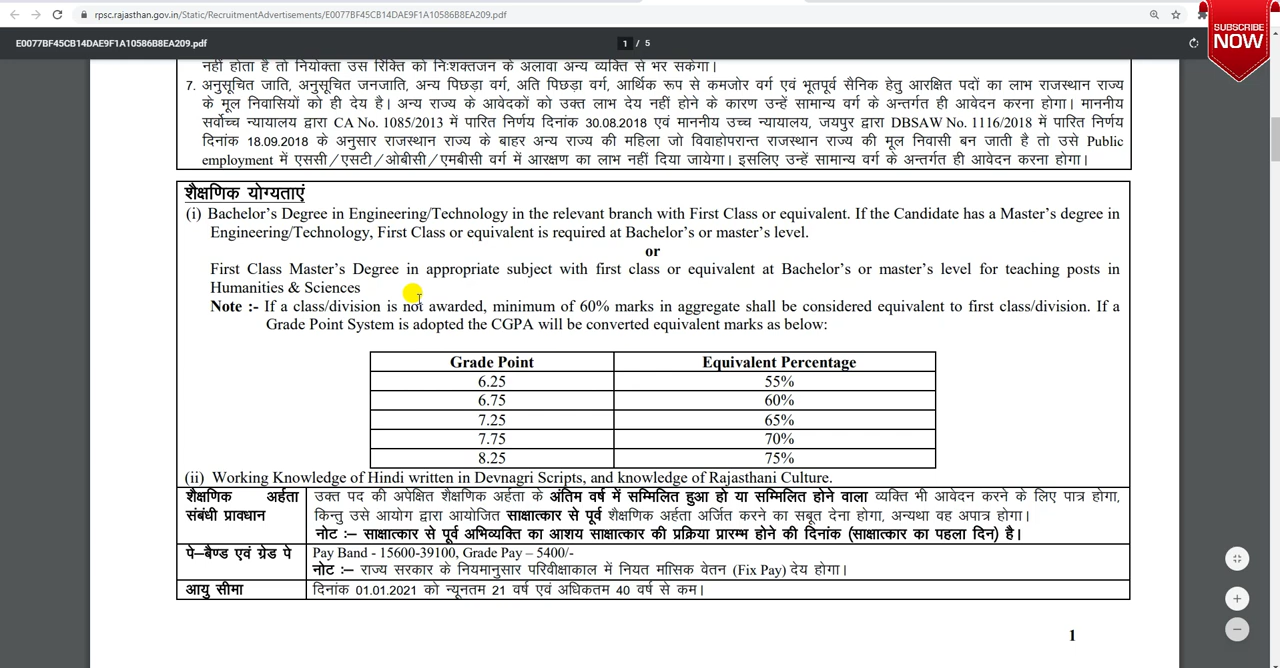 rpsc.rajasthan.gov.in/Static/RecruitmentAdvertisements/E0077BF45CB14DAE9F1A10586B8EA209.pdf
SUBSCRIBE
NOW
E0077BF45CB14DAE9F1A10586B8EA209.pdf
1 / 5
नहीं होता है तो नियोक्ता उस रिक्ति को निःशक्तजन के अलावा अन्य व्यक्ति से भर सकेगा।
7. अनुसूचित जाति, अनुसूचित जनजाति, अन्य पिछड़ा वर्ग, अति पिछड़ा वर्ग, आर्थिक रूप से कमजोर वर्ग एवं भूतपूर्व सैनिक हेतु आरक्षित पदों का लाभ राजस्थान राज्य
के मूल निवासियों को ही देय है। अन्य राज्य के आवेदकों को उक्त लाभ देय नहीं होने के कारण उन्हें सामान्य वर्ग के अन्तर्गत ही आवेदन करना होगा। माननीय
सर्वोच्च न्यायालय द्वारा CA No. 1085/2013 में पारित निर्णय दिनांक 30.08.2018 एवं माननीय उच्च न्यायालय, जयपुर द्वारा DBSAW No. 1116/2018 में पारित निर्णय
दिनांक 18.09.2018 के अनुसार राजस्थान राज्य के बाहर अन्य राज्य की महिला जो विवाहोपरान्त राजस्थान राज्य की मूल निवासी बन जाती है तो उसे Public
employment में एससी/एसटी/ओबीसी/एमबीसी वर्ग में आरक्षण का लाभ नहीं दिया जायेगा। इसलिए उन्हें सामान्य वर्ग के अन्तर्गत ही आवेदन करना होगा।
शैक्षणिक योग्यताएं
(i) Bachelor's Degree in Engineering/Technology in the relevant branch with First Class or equivalent. If the Candidate has a Master's degree in
Engineering/Technology, First Class or equivalent is required at Bachelor's or master's level.
or
First Class Master's Degree in appropriate subject with first class or equivalent at Bachelor's or master's level for teaching posts in
Humanities & Sciences
Note :- If a class/division is not awarded, minimum of 60% marks in aggregate shall be considered equivalent to first class/division. If a
Grade Point System is adopted the CGPA will be converted equivalent marks as below:
Grade Point Equivalent Percentage
6.25 55%
6.75 60%
7.25 65%
7.75 70%
8.25 75%
(ii) Working Knowledge of Hindi written in Devnagri Scripts, and knowledge of Rajasthani Culture.
शैक्षणिक अर्हता उक्त पद की अपेक्षित शैक्षणिक अर्हता के अंतिम वर्ष में सम्मिलित हुआ हो या सम्मिलित होने वाला व्यक्ति भी आवेदन करने के लिए पात्र होगा,
संबंधी प्रावधान किन्तु उसे आयोग द्वारा आयोजित साक्षात्कार से पूर्व शैक्षणिक अर्हता अर्जित करने का सबूत देना होगा, अन्यथा वह अपात्र होगा।
नोट :– साक्षात्कार से पूर्व अभिव्यक्ति का आशय साक्षात्कार की प्रक्रिया प्रारम्भ होने की दिनांक (साक्षात्कार का पहला दिन) है।
पे–बैण्ड एवं ग्रेड पे Pay Band - 15600-39100, Grade Pay – 5400/-
नोट :– राज्य सरकार के नियमानुसार परिवीक्षाकाल में नियत मासिक वेतन (Fix Pay) देय होगा।
आयु सीमा दिनांक 01.01.2021 को न्यूनतम 21 वर्ष एवं अधिकतम 40 वर्ष से कम।
1